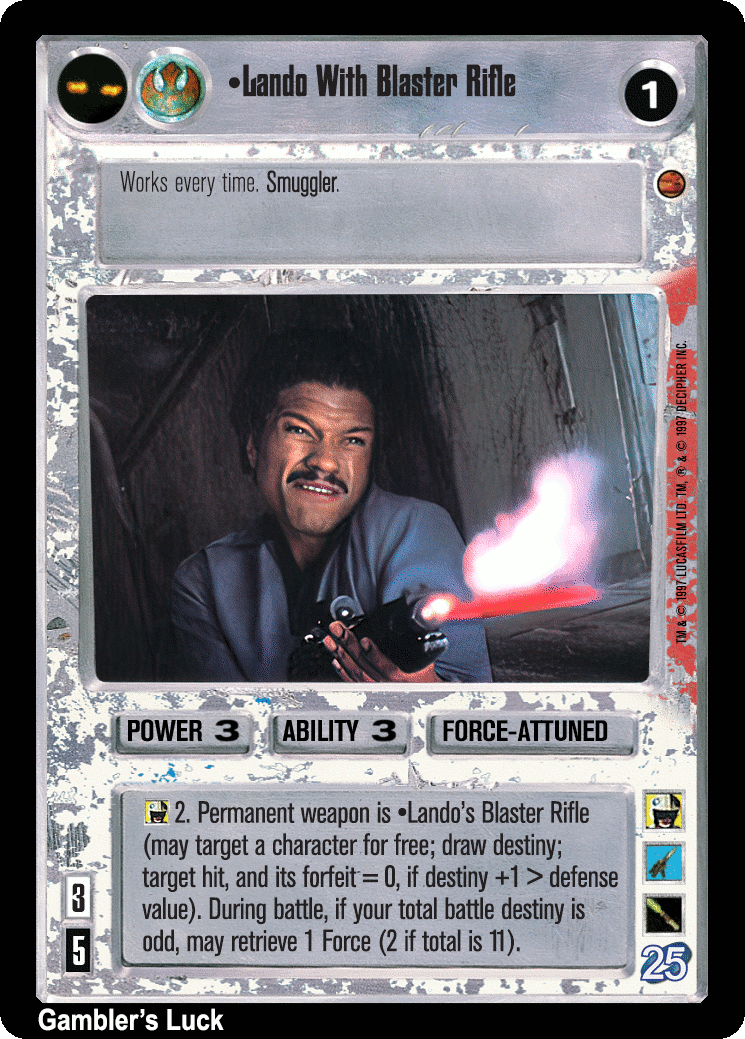 •Lando With Blaster Rifle
1
Works every time. Smuggler.
TM & © 1997 LUCASFILM LTD. TM, ® & © 1997 DECIPHER INC.
POWER 3
ABILITY 3
FORCE-ATTUNED
2. Permanent weapon is •Lando's Blaster Rifle
(may target a character for free; draw destiny;
target hit, and its forfeit = 0, if destiny +1 > defense
value). During battle, if your total battle destiny is
odd, may retrieve 1 Force (2 if total is 11).
3
5
25
Gambler's Luck